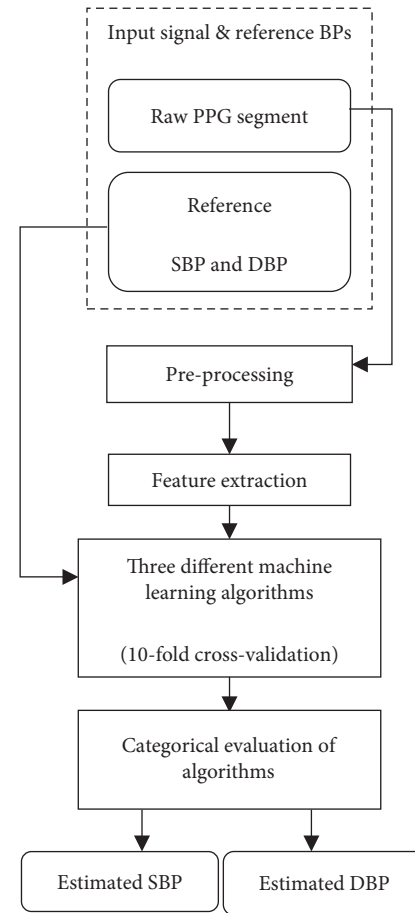 Input signal & reference BPs
Raw PPG segment
Reference
SBP and DBP
Pre-processing
Feature extraction
Three different machine
learning algorithms
(10-fold cross-validation)
Categorical evaluation of
algorithms
Estimated SBP
Estimated DBP